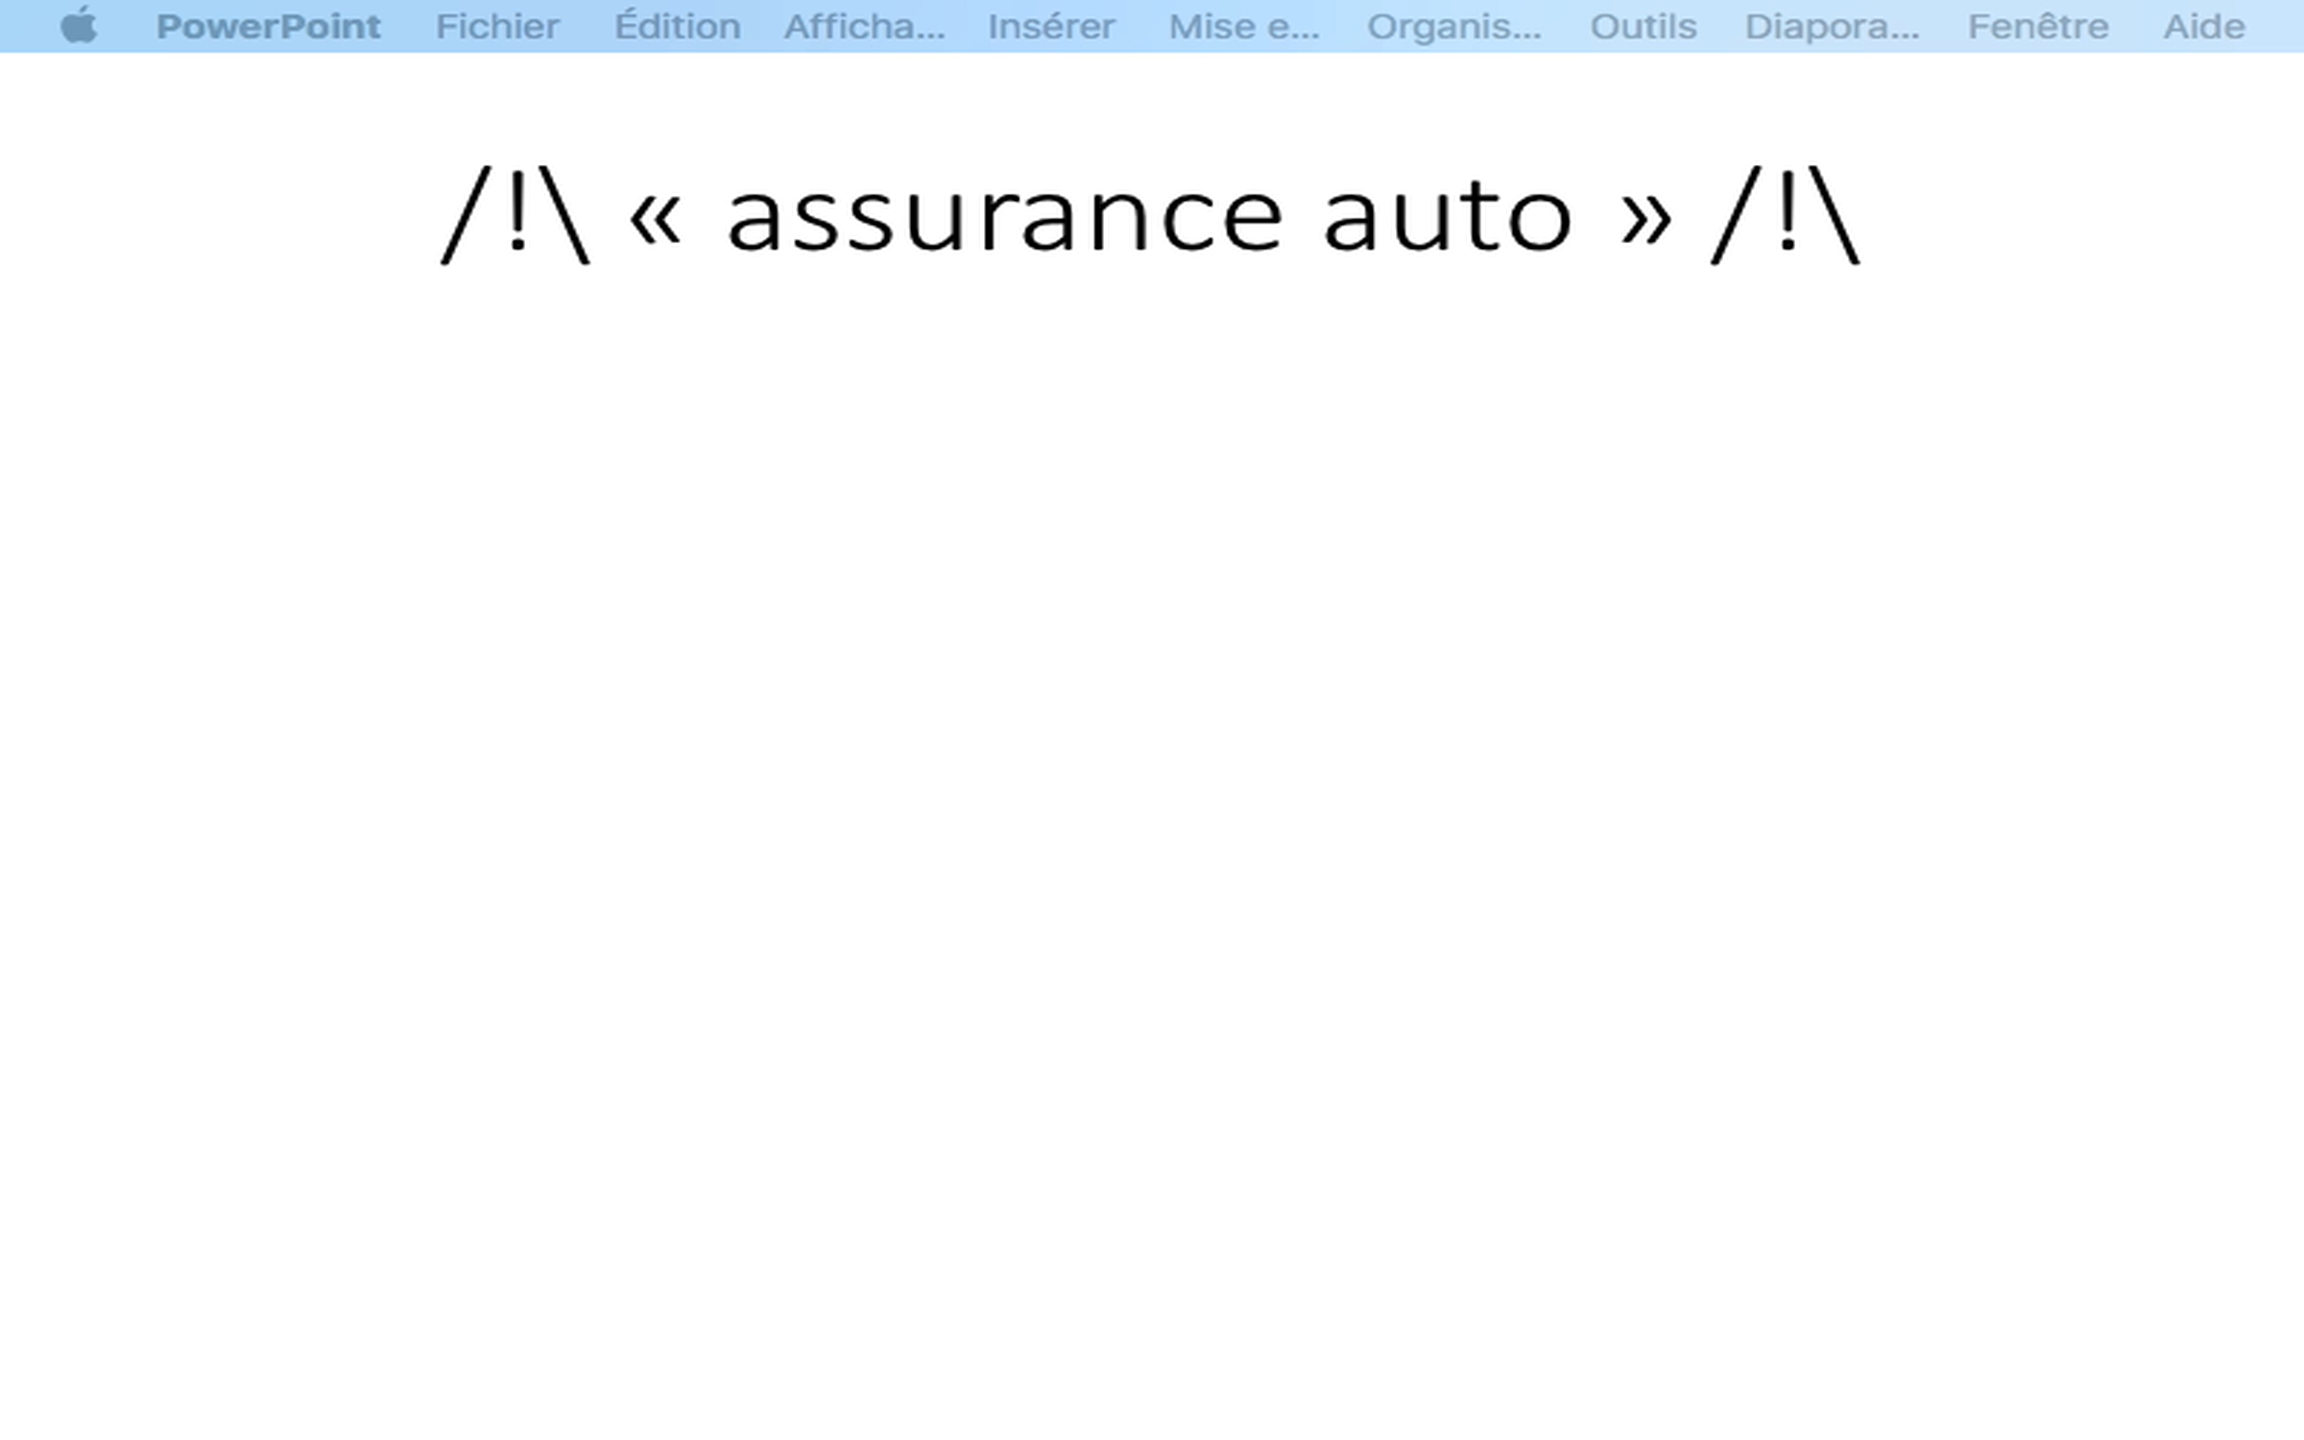 PowerPoint Fichier Édition Afficha... Insérer Mise e... Organis... Outils Diapora... Fenêtre Aide
/!\ « assurance auto » /!\